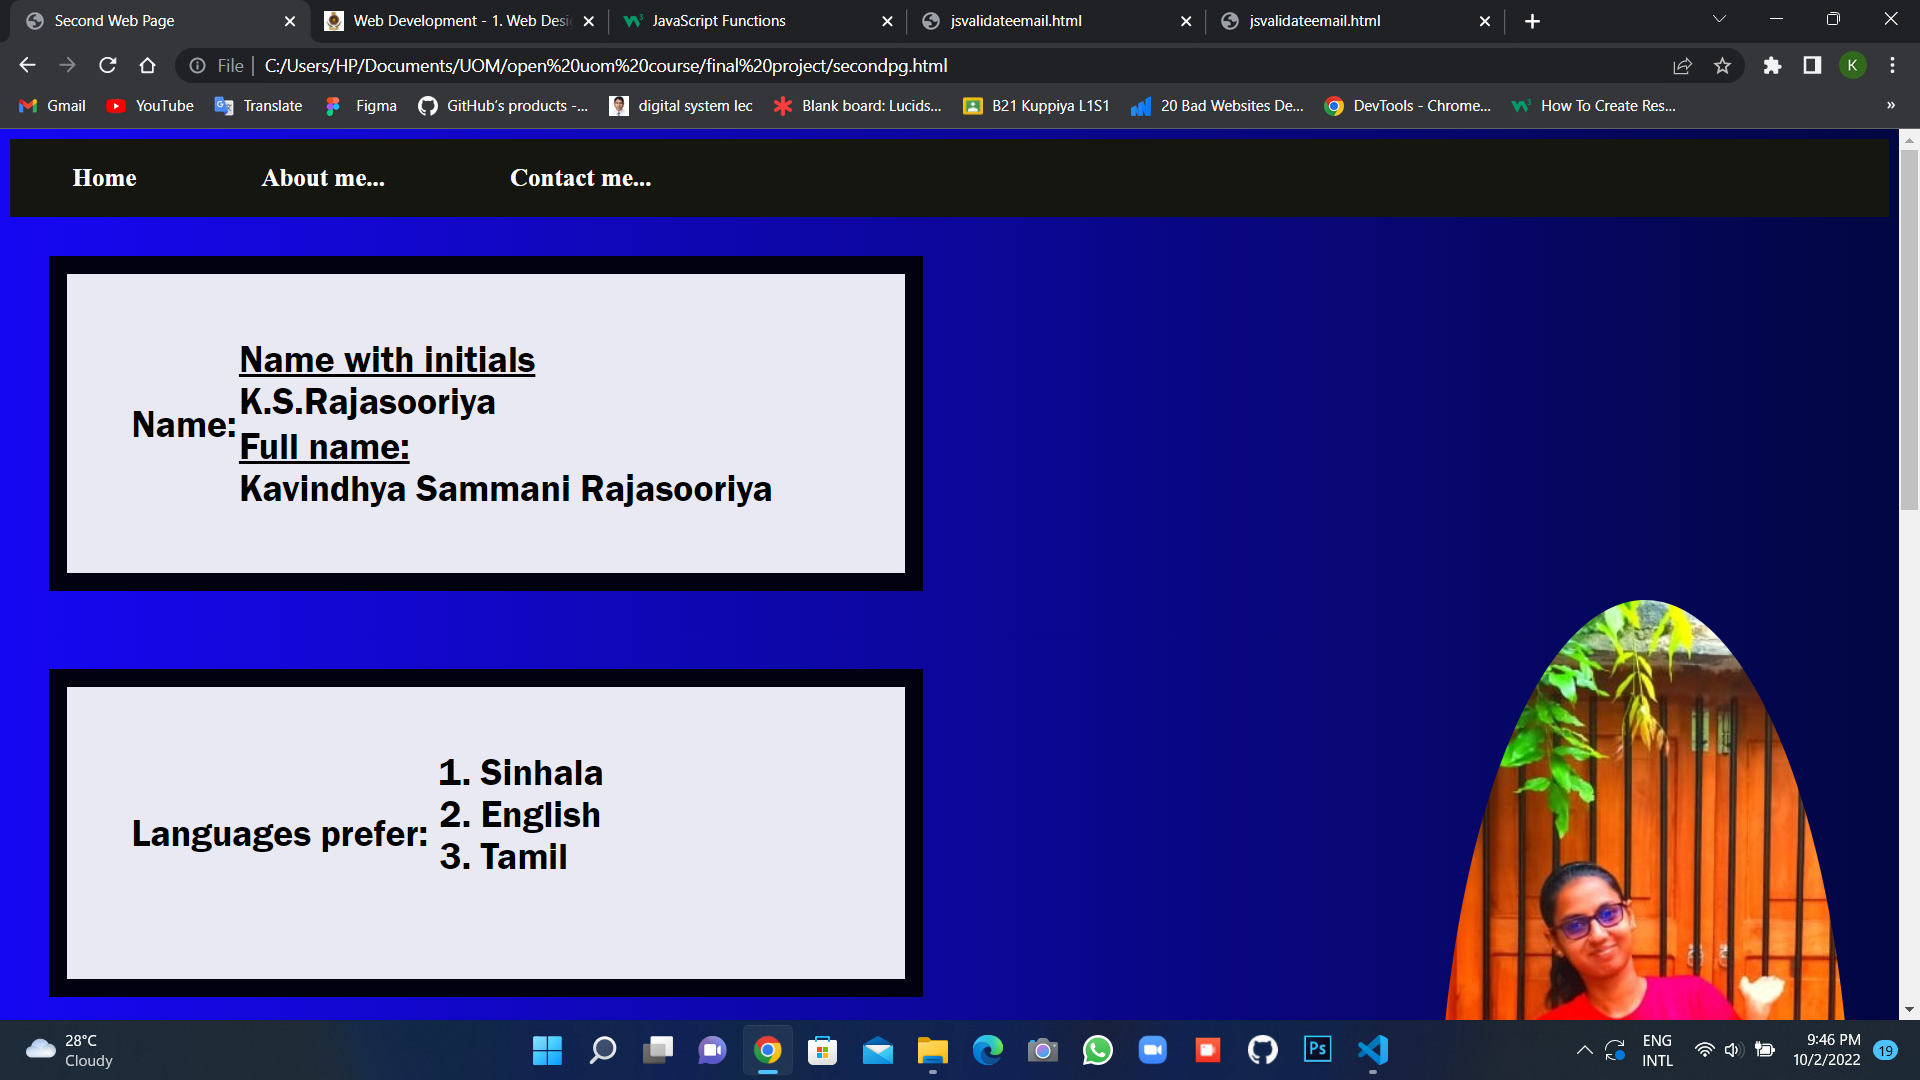 Second Web Page
Web Development - 1. Web Desi
JavaScript Functions
jsvalidateemail.html
jsvalidateemail.html
File
C:/Users/HP/Documents/UOM/open%20uom%20course/final%20project/secondpg.html
K
Gmail
YouTube
Translate
Figma
GitHub's products -...
digital system lec
Blank board: Lucids...
B21 Kuppiya L1S1
20 Bad Websites De...
DevTools - Chrome...
How To Create Res...
»
Home
About me...
Contact me...
Name with initials
K.S.Rajasooriya
Name:
Full name:
Kavindhya Sammani Rajasooriya
1. Sinhala
2. English
Languages prefer:
3. Tamil
28°C
Cloudy
Ps
ENG
INTL
9:46 PM
10/2/2022
19